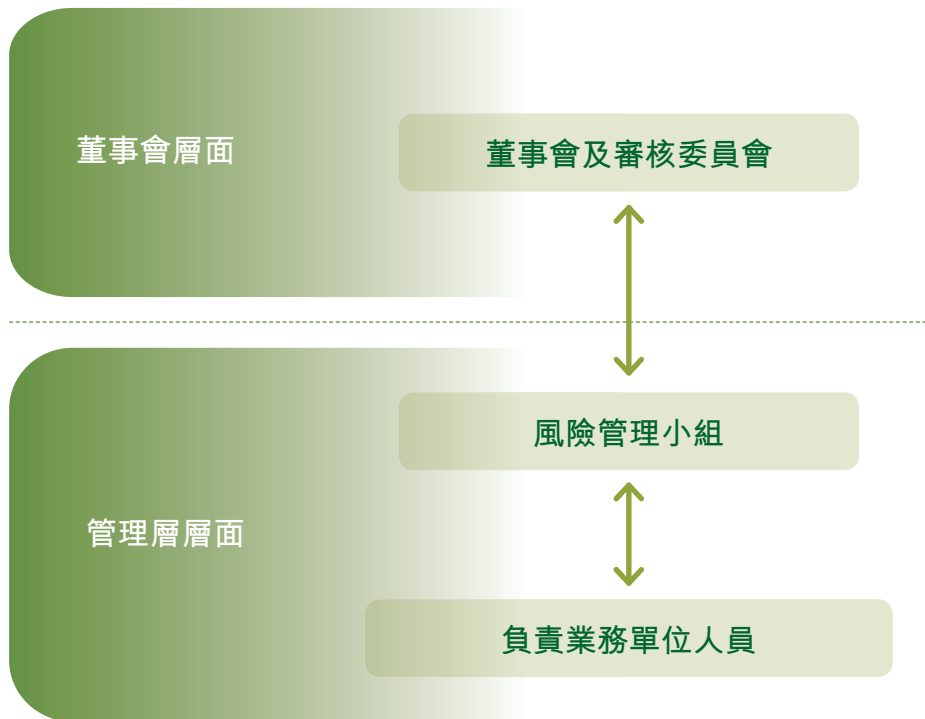 董事會層面
董事會及審核委員會
風險管理小組
管理層層面
負責業務單位人員